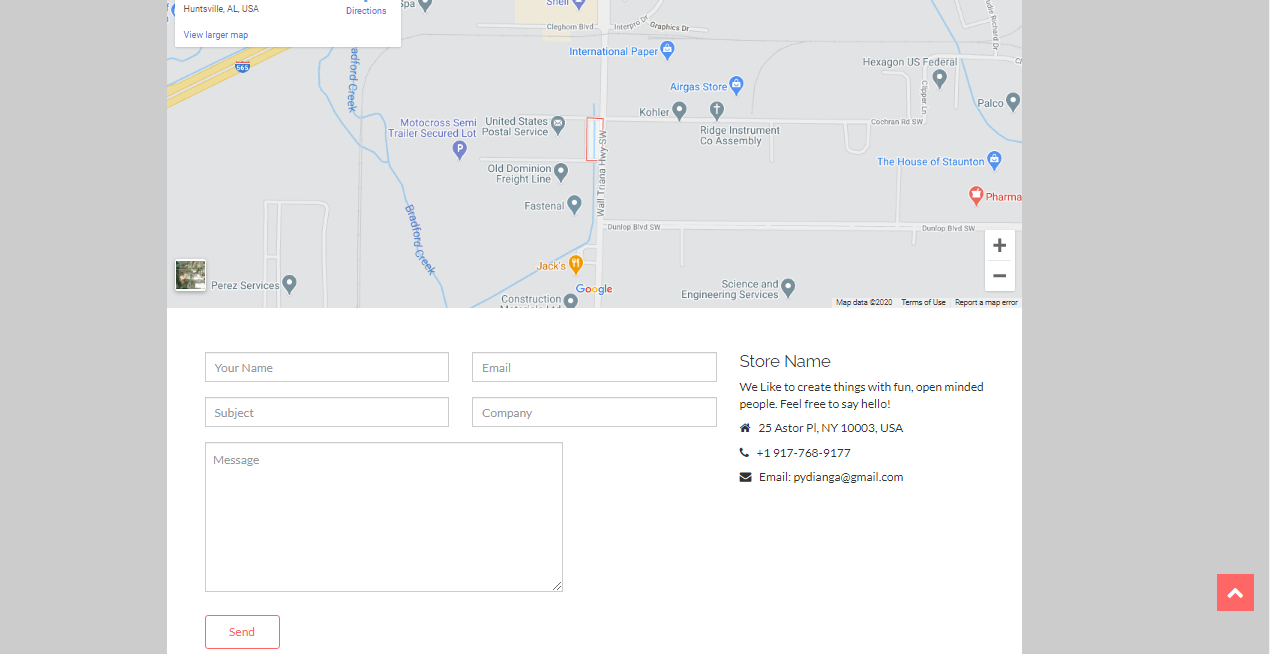 Huntsville, AL, USA
Directions
View larger map
Spa
Shell
Cleghorn Blvd
Interpro Dr
Graphics Dr
International Paper
565
Bradford Creek
Hexagon US Federal
Airgas Store
Clipper Ln
Palco
Kohler
Cochran Rd SW
Motocross Semi
Trailer Secured Lot
P
United States
Postal Service
Ridge Instrument
Co Assembly
Wall Triana Hwy SW
The House of Staunton
Old Dominion
Freight Line
Pharma
Fastenal
Bradford Creek
Dunlop Blvd SW
Dunlop Blvd SW
+
−
Jack's
Perez Services
Google
Science and
Engineering Services
Construction
Map data ©2020
Terms of Use
Report a map error
Your Name
Email
Subject
Company
Message
Send
Store Name
We Like to create things with fun, open minded
people. Feel free to say hello!
25 Astor Pl, NY 10003, USA
+1 917-768-9177
Email: pydianga@gmail.com